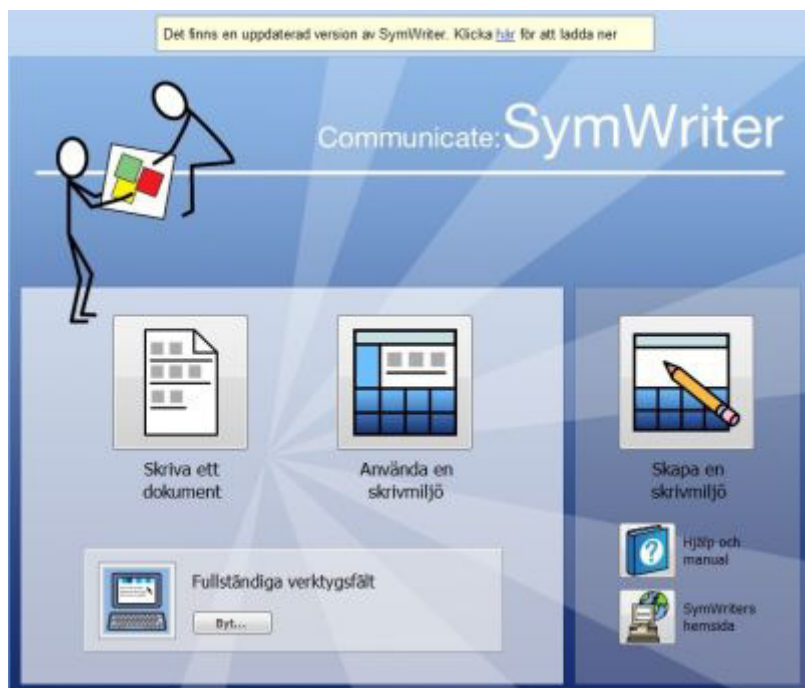 Det finns en uppdaterad version av SymWriter. Klicka här för att ladda ner
Communicate: SymWriter
Skriva ett
dokument
Använda en
skrivmiljö
Skapa en
skrivmiljö
Fullständiga verktygsfält
Byt...
Hjälp och
manual
SymWriters
hemsida